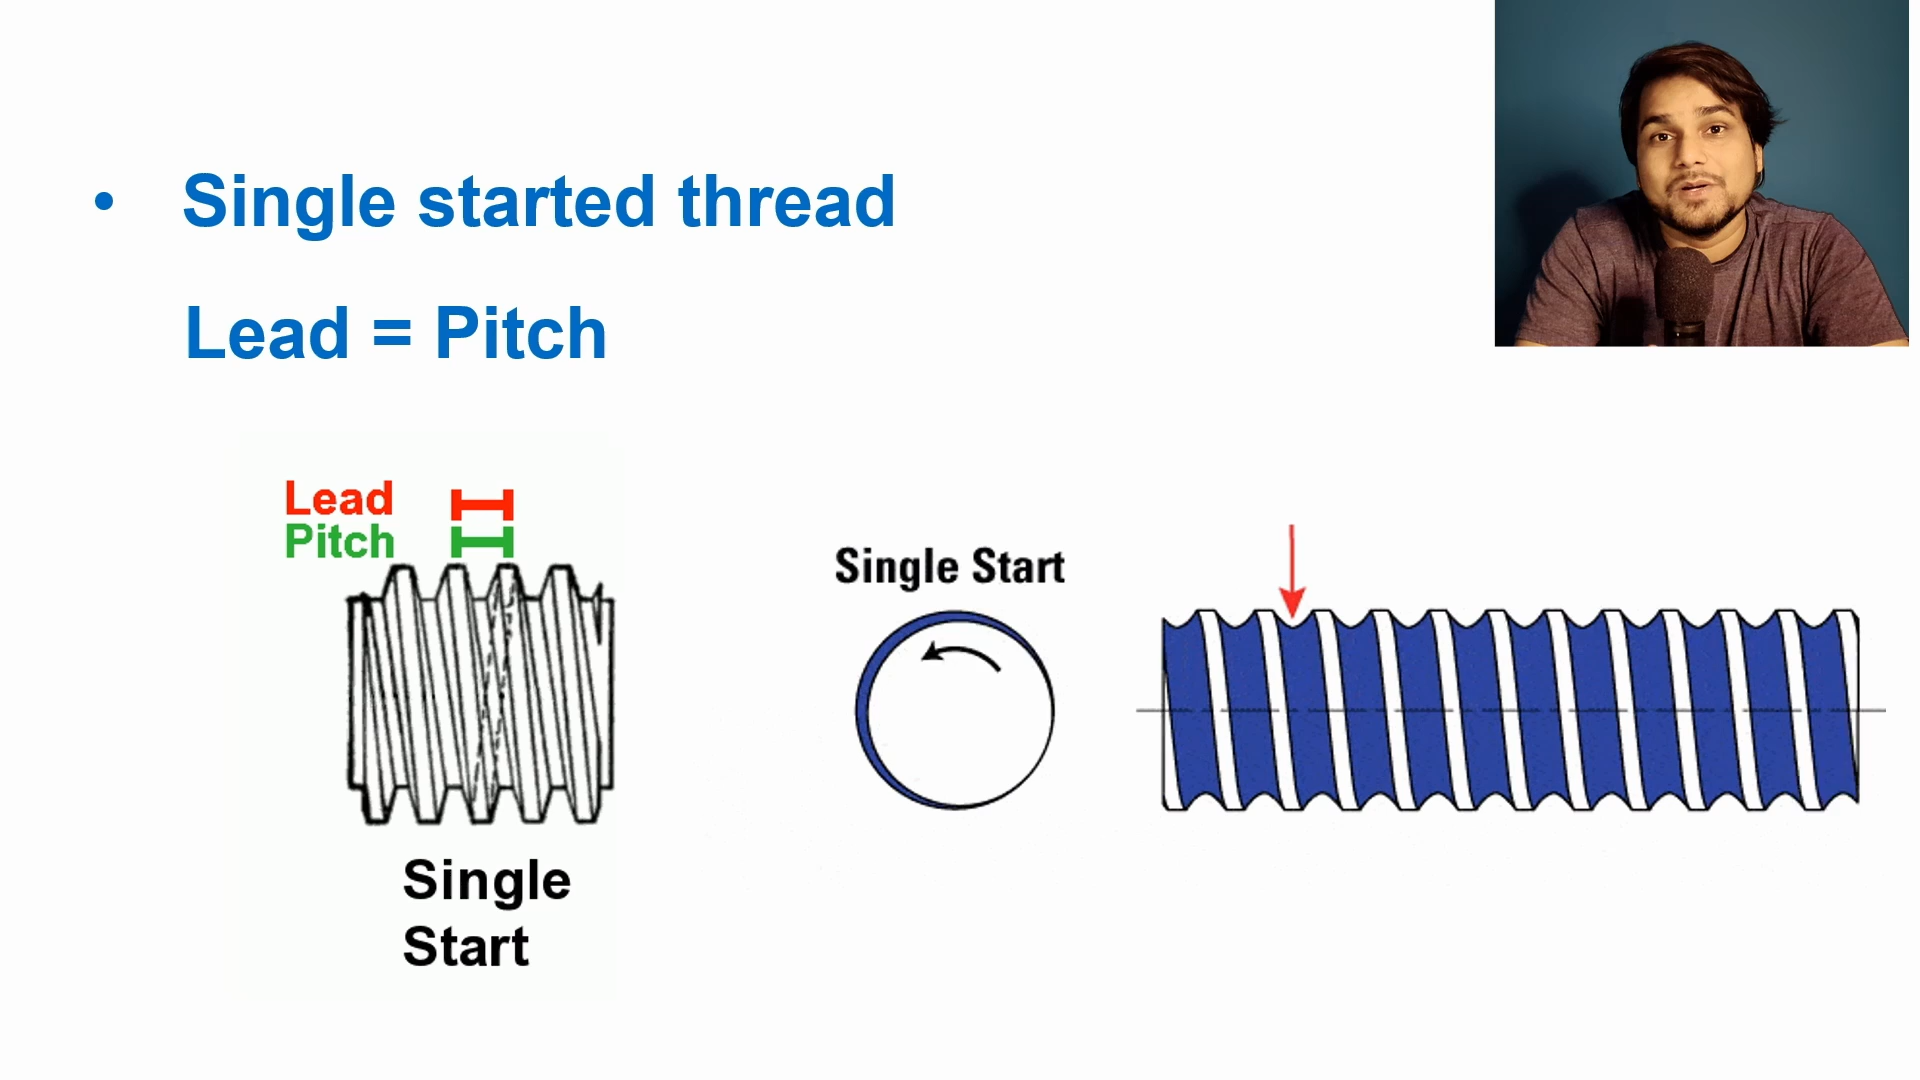 • Single started thread
Lead = Pitch
Lead
Pitch
Single Start
Single
Start